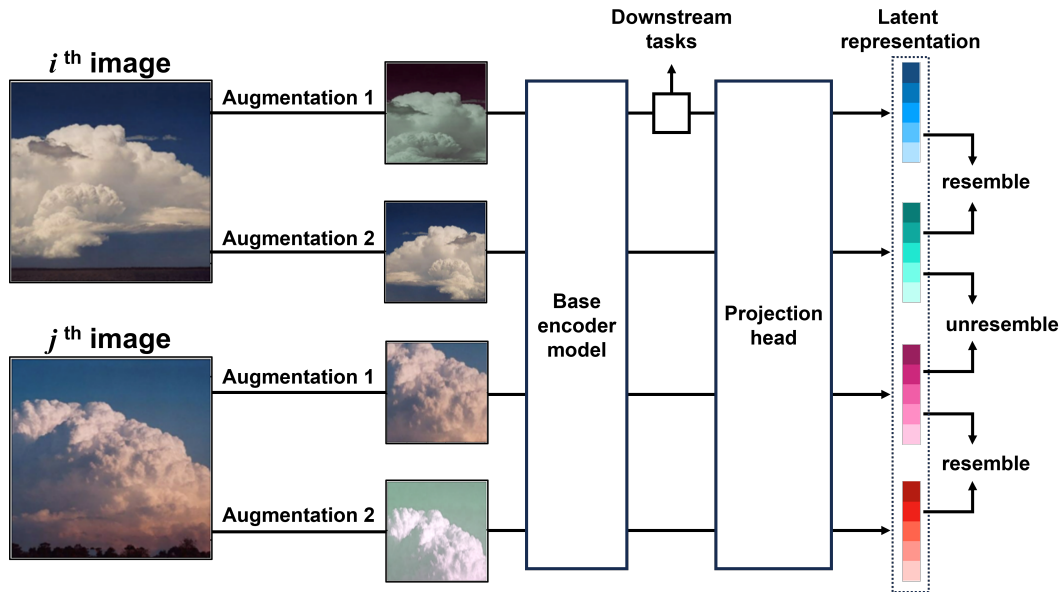 Downstream
tasks
Latent
representation
i th image
Augmentation 1
resemble
Augmentation 2
Base
encoder
model
Projection
head
unresemble
j th image
Augmentation 1
resemble
Augmentation 2